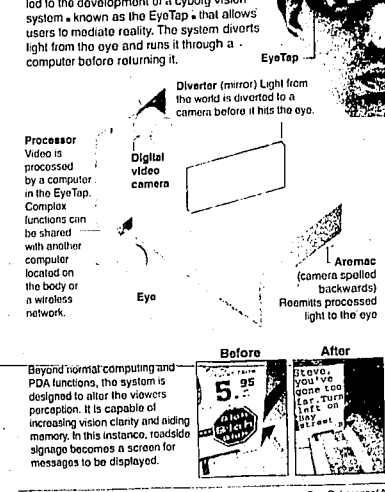 led to the development of a cyborg vision
system - known as the EyeTap - that allows
users to mediate reality. The system diverts
light from the eye and runs it through a
computer before returning it.
EyeTap
Diverter (mirror) Light from
the world is diverted to a
camera before it hits the eye.
Processor
Video is
processed
by a computer
in the EyeTap.
Complex
functions can
be shared
with another
computer
located on
the body or
a wireless
network.
Digital
video
camera
Eye
Aremac
(camera spelled
backwards)
Reemits processed
light to the eye
Beyond normal computing and
PDA functions, the system is
designed to alter the viewers
perception. It is capable of
increasing vision clarity and aiding
memory. In this instance, roadside
signage becomes a screen for
messages to be displayed.
Before
5.95
After
Steve,
you've
gone too
far.Turn
left on
Bay
street